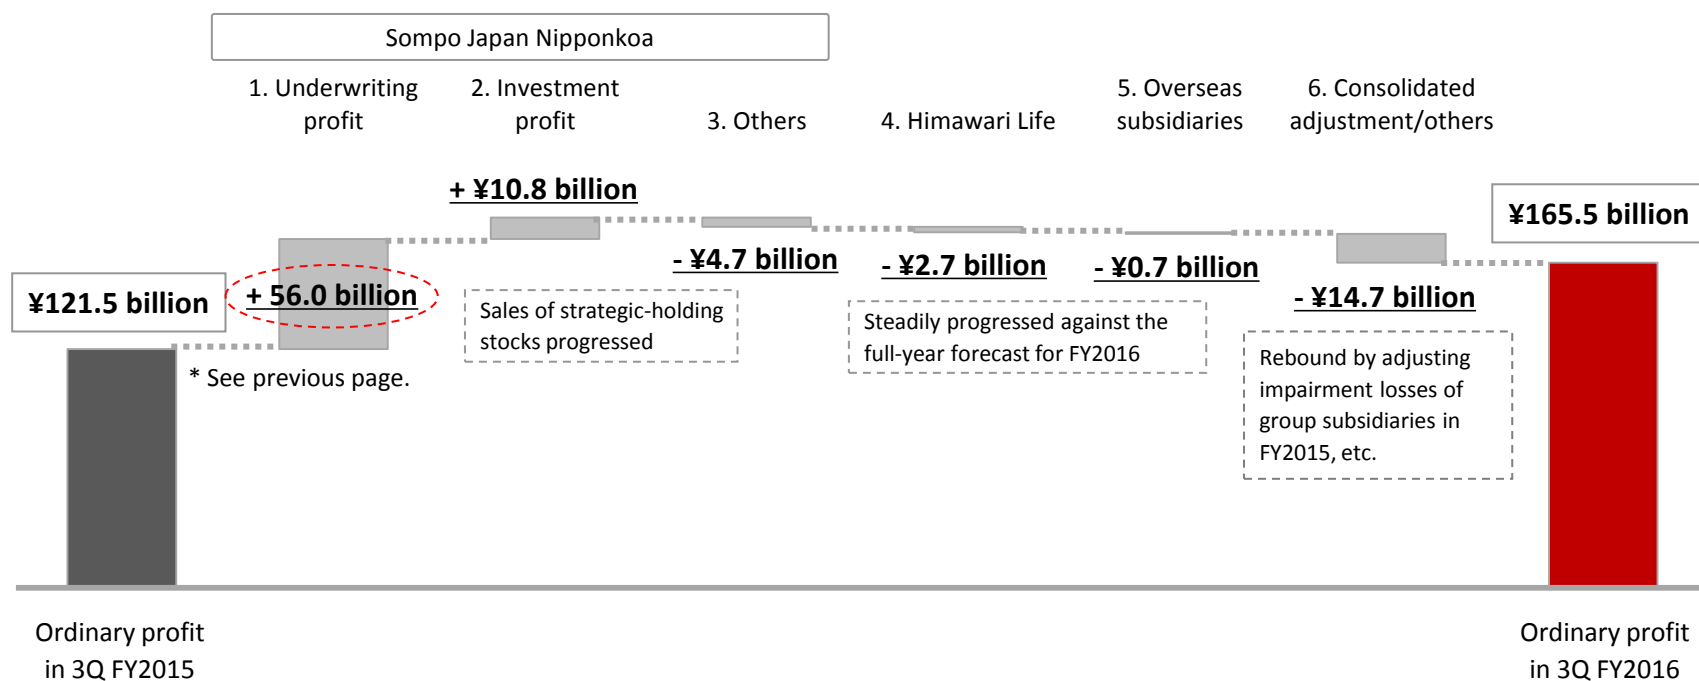 Sompo Japan Nipponkoa
1. Underwriting
profit
2. Investment
profit
3. Others
4. Himawari Life
5. Overseas
subsidiaries
6. Consolidated
adjustment/others
+ ¥10.8 billion
¥165.5 billion
- ¥4.7 billion
- ¥2.7 billion
- ¥0.7 billion
¥121.5 billion
+ 56.0 billion
- ¥14.7 billion
Sales of strategic-holding
stocks progressed
Steadily progressed against the
full-year forecast for FY2016
* See previous page.
Rebound by adjusting
impairment losses of
group subsidiaries in
FY2015, etc.
Ordinary profit
in 3Q FY2015
Ordinary profit
in 3Q FY2016